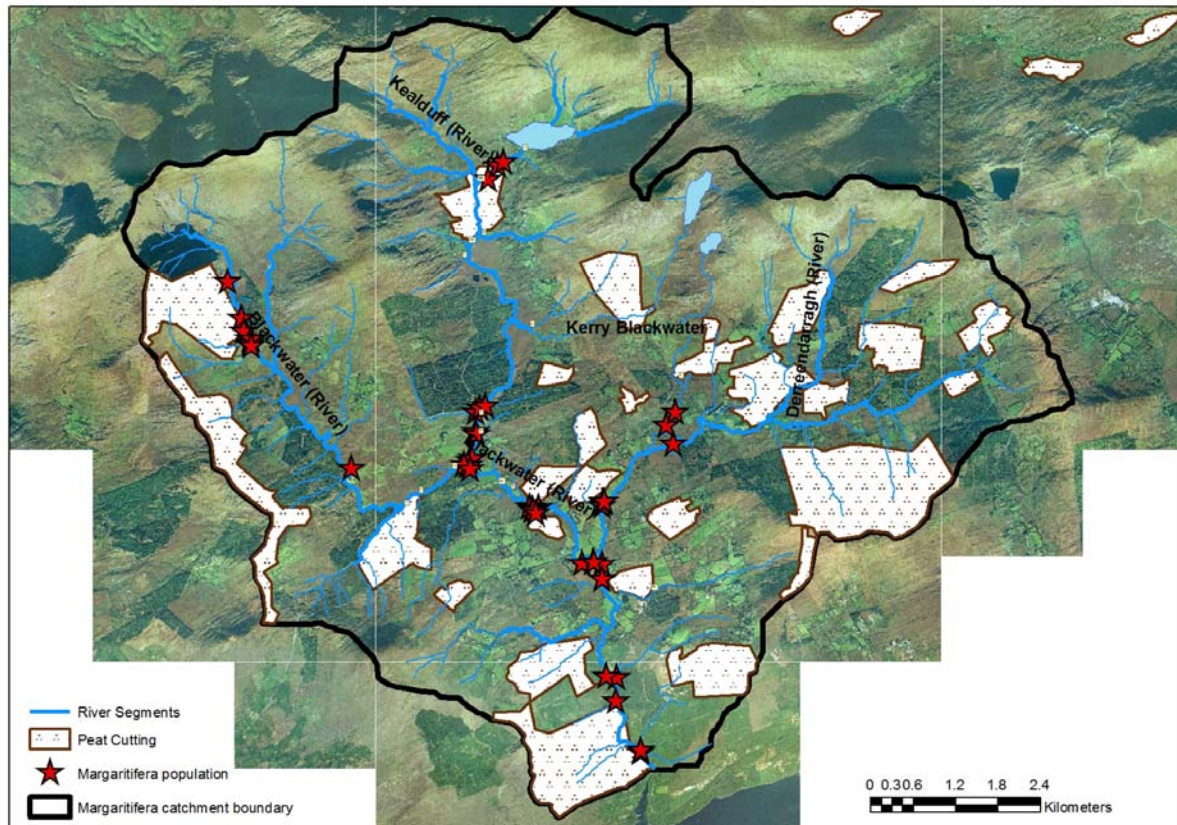 Kealduff (River)
Blackwater (River)
Kerry Blackwater
Derreendarragh (River)
lackwater (River)
River Segments
Peat Cutting
Margaritifera population
Margaritifera catchment boundary
0 0.30.6 1.2 1.8 2.4
Kilometers